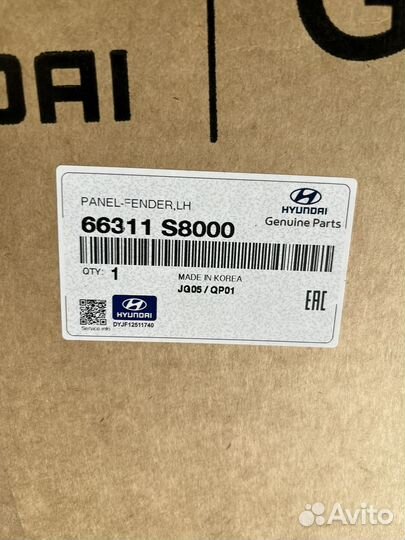 DAI
G
PANEL-FENDER,LH
HYUNDAI
Genuine Parts
66311 S8000
QTY: 1
MADE IN KOREA
JG05 / QP01
EAC
HYUNDAI
Service info
DYJF12511740
Avito